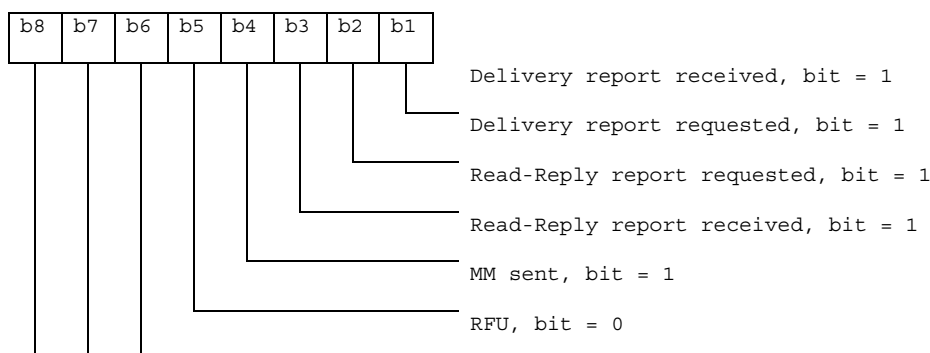 b8 b7 b6 b5 b4 b3 b2 b1
Delivery report received, bit = 1
Delivery report requested, bit = 1
Read-Reply report requested, bit = 1
Read-Reply report received, bit = 1
MM sent, bit = 1
RFU, bit = 0